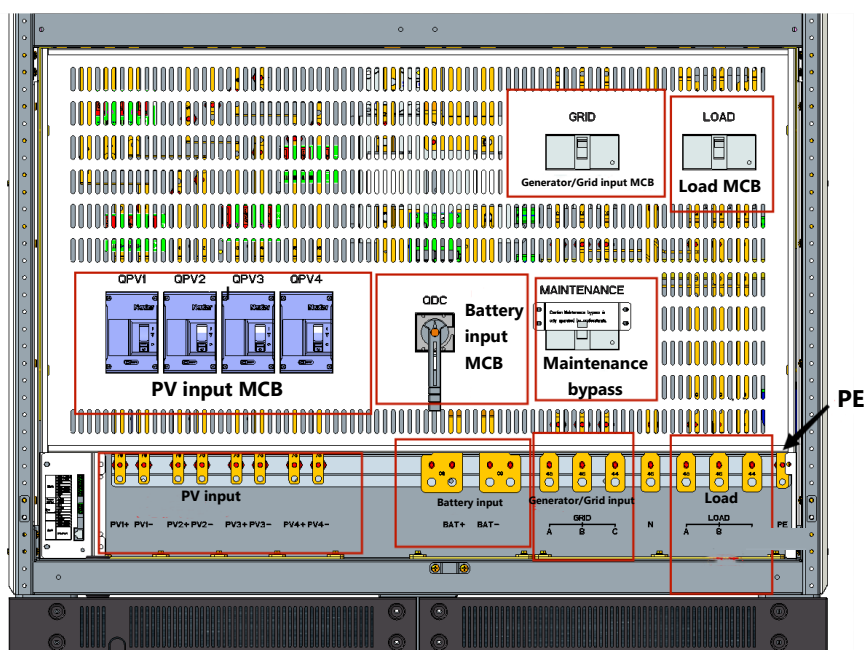 GRID
LOAD
Generator/Grid input MCB
Load MCB
QPV1 QPV2 QPV3 QPV4
QDC
MAINTENANCE
Battery
input
MCB
PV input MCB
Maintenance
bypass
PE
PV input
Battery input
Generator/Grid input
Load
PV1+ PV1- PV2+ PV2- PV3+ PV3- PV4+ PV4-
BAT+ BAT-
GRID
A B C
N
LOAD
A B
PE